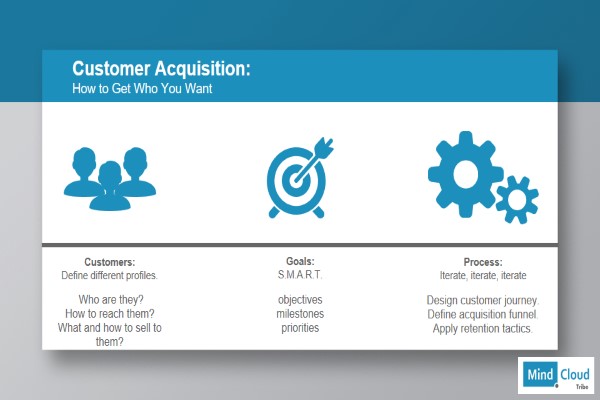 Customer Acquisition:
How to Get Who You Want
Customers:
Define different profiles.
Who are they?
How to reach them?
What and how to sell to
them?
Goals:
S.M.A.R.T.
objectives
milestones
priorities
Process:
Iterate, iterate, iterate
Design customer journey.
Define acquisition funnel.
Apply retention tactics.
Mind.Cloud
Tribe